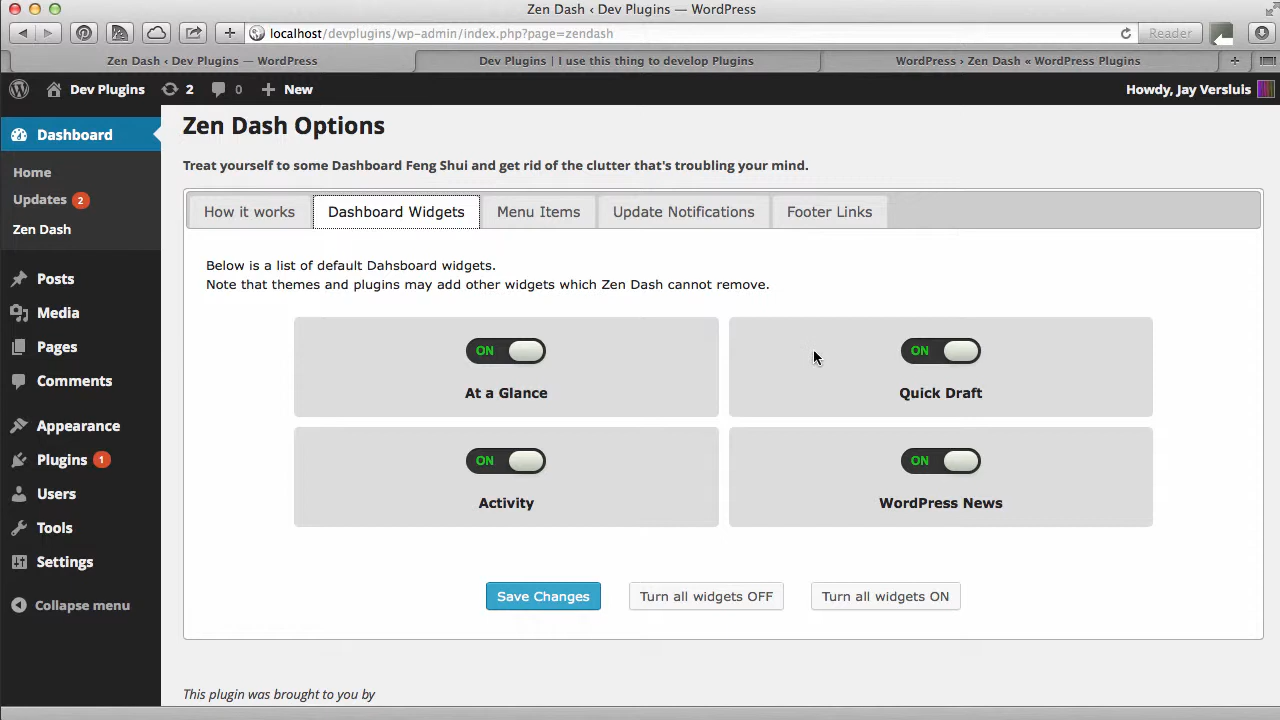 Zen Dash ‹ Dev Plugins — WordPress
localhost/devplugins/wp-admin/index.php?page=zendash
Reader
Zen Dash ‹ Dev Plugins — WordPress
Dev Plugins | I use this thing to develop Plugins
WordPress › Zen Dash « WordPress Plugins
Dev Plugins 2 0 New
Howdy, Jay Versluis
Dashboard
Home
Updates 2
Zen Dash
Posts
Media
Pages
Comments
Appearance
Plugins 1
Users
Tools
Settings
Collapse menu
Zen Dash Options
Treat yourself to some Dashboard Feng Shui and get rid of the clutter that's troubling your mind.
How it works
Dashboard Widgets
Menu Items
Update Notifications
Footer Links
Below is a list of default Dahsboard widgets.
Note that themes and plugins may add other widgets which Zen Dash cannot remove.
ON
At a Glance
ON
Quick Draft
ON
Activity
ON
WordPress News
Save Changes
Turn all widgets OFF
Turn all widgets ON
This plugin was brought to you by